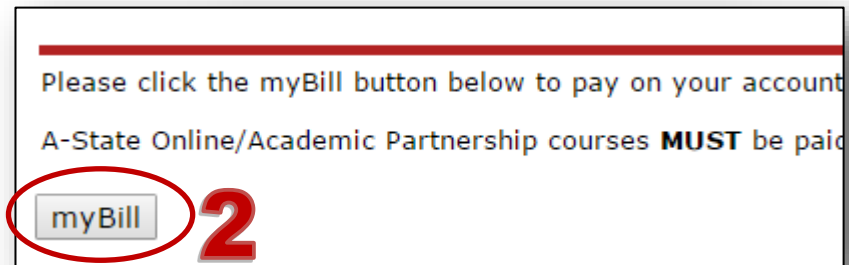 Please click the myBill button below to pay on your account
A-State Online/Academic Partnership courses MUST be paid
myBill 2